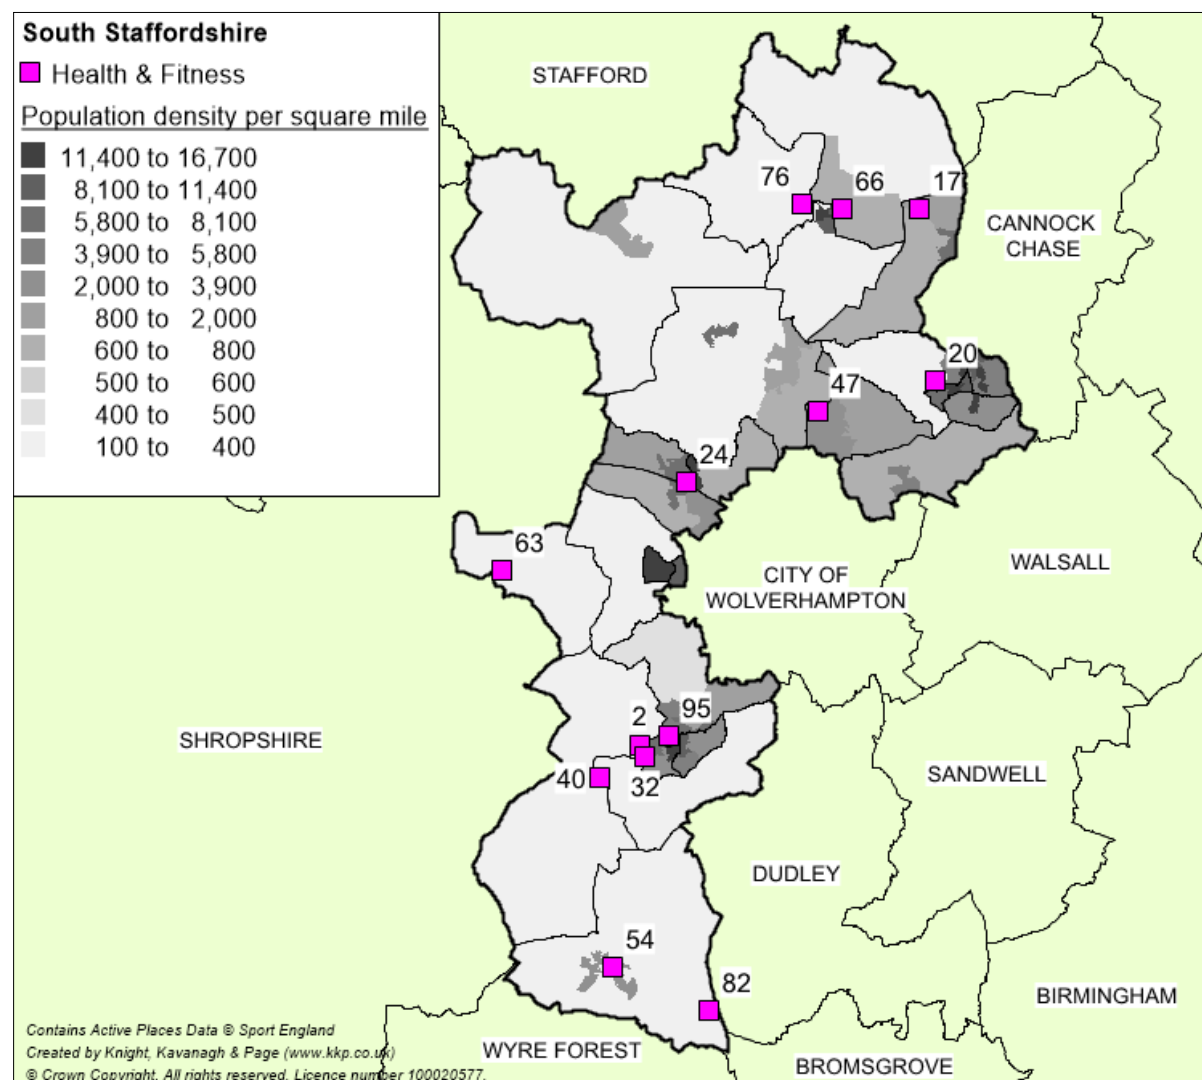 South Staffordshire
Health & Fitness
Population density per square mile
11,400 to 16,700
8,100 to 11,400
5,800 to 8,100
3,900 to 5,800
2,000 to 3,900
800 to 2,000
600 to 800
500 to 600
400 to 500
100 to 400
STAFFORD
76
66
17
CANNOCK
CHASE
20
47
24
63
WALSALL
CITY OF
WOLVERHAMPTON
2
95
SHROPSHIRE
40
32
SANDWELL
DUDLEY
54
82
BIRMINGHAM
WYRE FOREST
BROMSGROVE
Contains Active Places Data © Sport England
Created by Knight, Kavanagh & Page (www.kkp.co.uk)
© Crown Copyright. All rights reserved. Licence number 100020577.